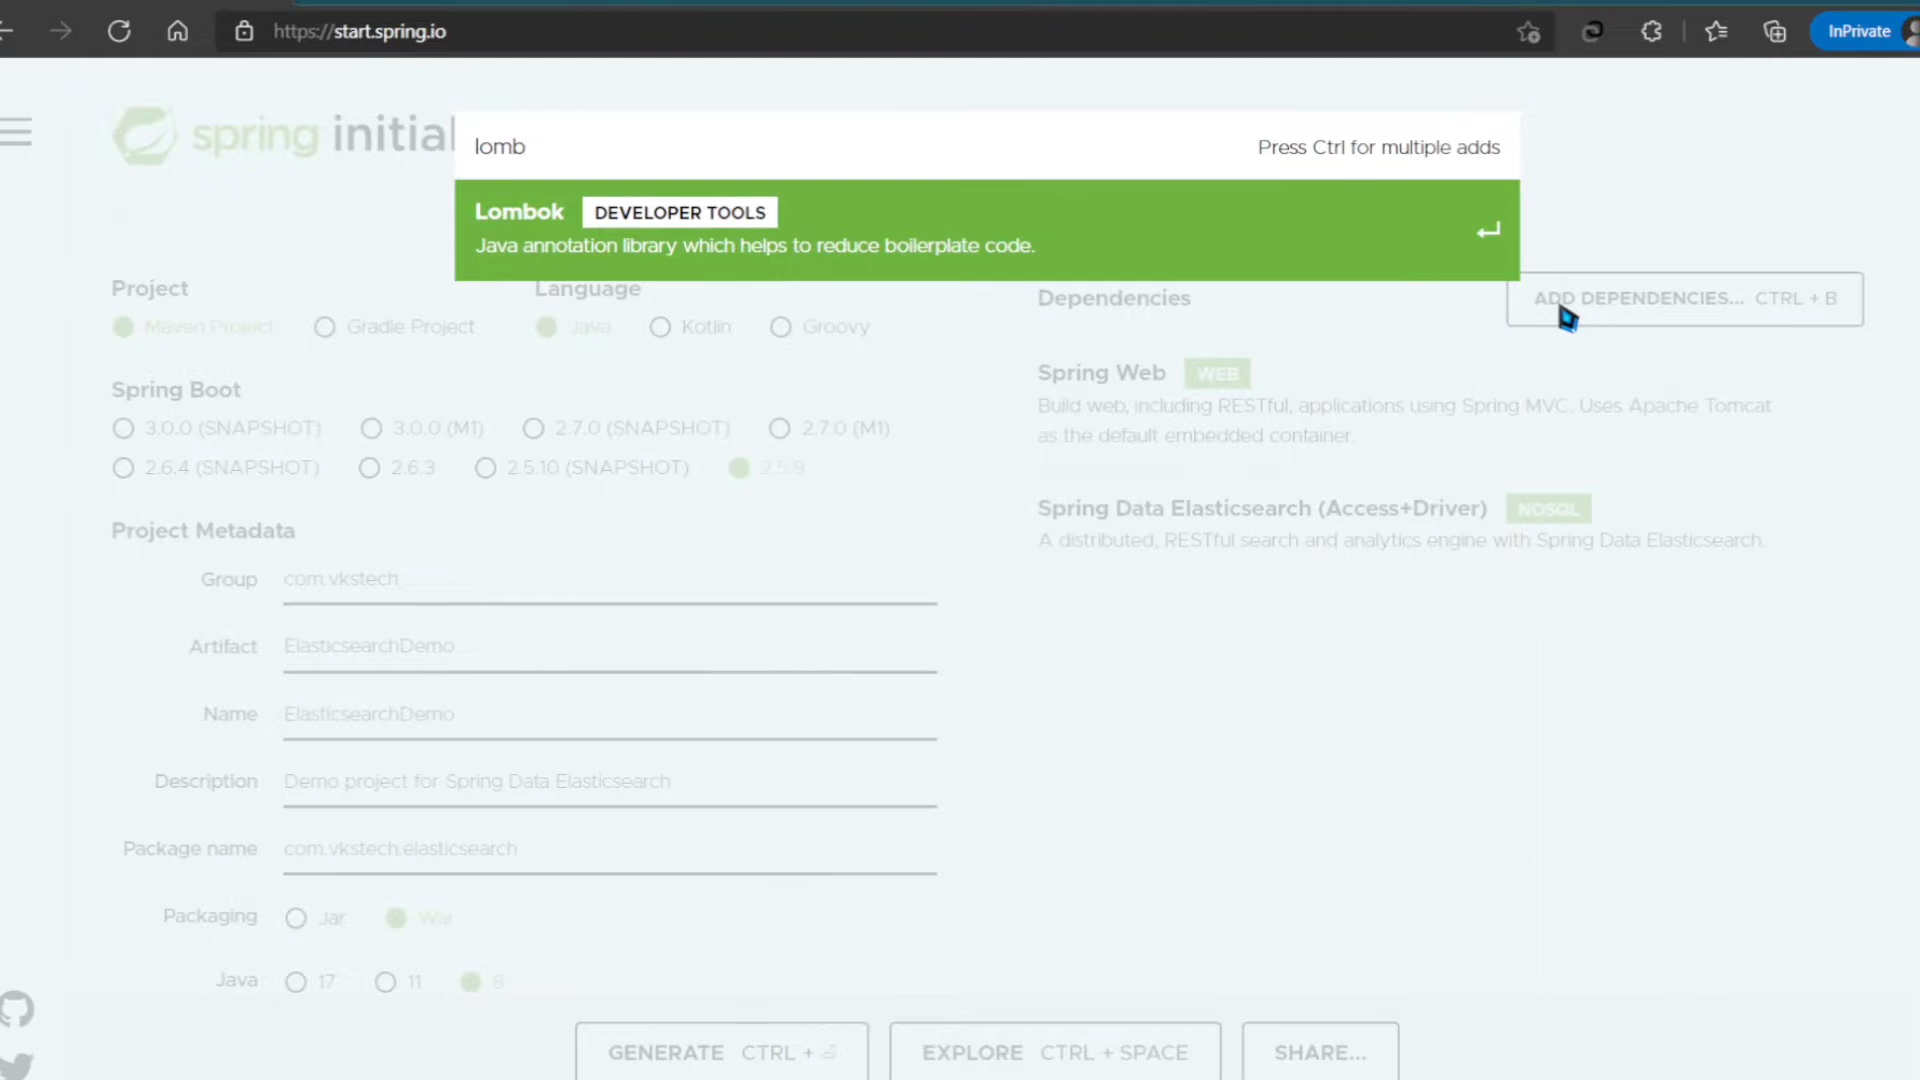 https://start.spring.io
InPrivate
spring initial
lomb
Press Ctrl for multiple adds
Lombok DEVELOPER TOOLS
Java annotation library which helps to reduce boilerplate code.
Project
Language
Maven Project Gradle Project
Java Kotlin Groovy
Spring Boot
3.0.0 (SNAPSHOT) 3.0.0 (M1) 2.7.0 (SNAPSHOT) 2.7.0 (M1)
2.6.4 (SNAPSHOT) 2.6.3 2.5.10 (SNAPSHOT) 2.5.9
Project Metadata
Group com.vkstech
Artifact ElasticsearchDemo
Name ElasticsearchDemo
Description Demo project for Spring Data Elasticsearch
Package name com.vkstech.elasticsearch
Packaging Jar War
Java 17 11 8
Dependencies
ADD DEPENDENCIES... CTRL + B
Spring Web WEB
Build web, including RESTful, applications using Spring MVC. Uses Apache Tomcat
as the default embedded container.
Spring Data Elasticsearch (Access+Driver) NOSQL
A distributed, RESTful search and analytics engine with Spring Data Elasticsearch.
GENERATE CTRL + ⏎
EXPLORE CTRL + SPACE
SHARE...